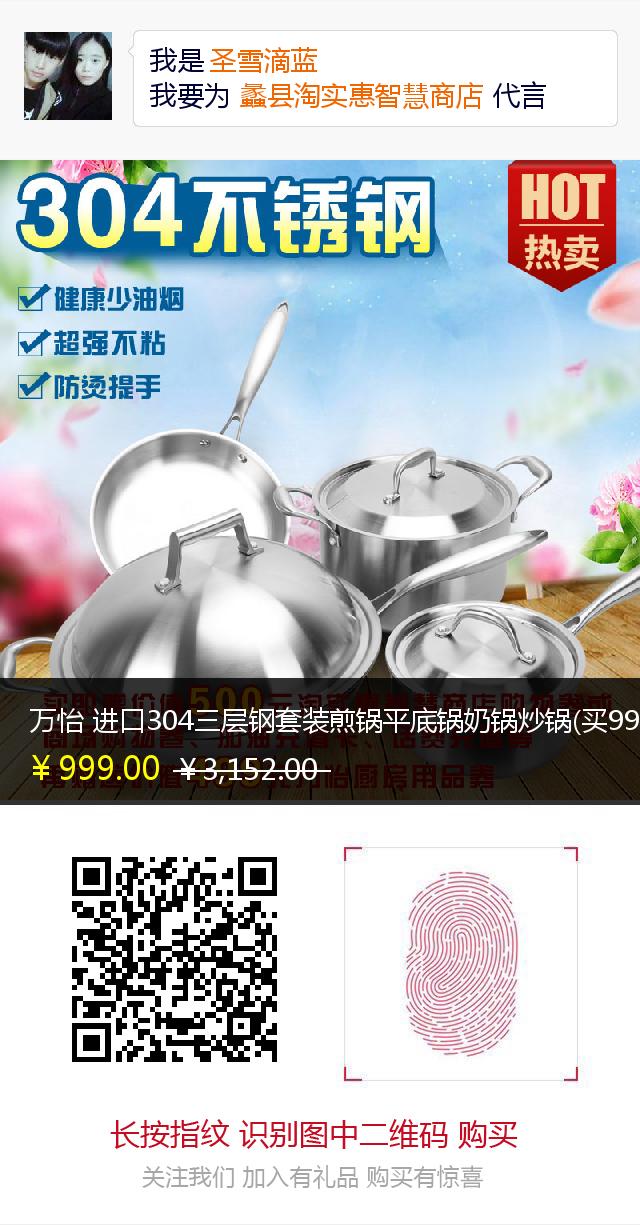 我是 圣雪滴蓝
我要为 蠡县淘实惠智慧商店 代言
304不锈钢
HOT
热卖
健康少油烟
超强不粘
防烫提手
万怡 进口304三层钢套装煎锅平底锅奶锅炒锅(买99
¥ 999.00 ¥ 3,152.00
长按指纹 识别图中二维码 购买
关注我们 加入有礼品 购买有惊喜